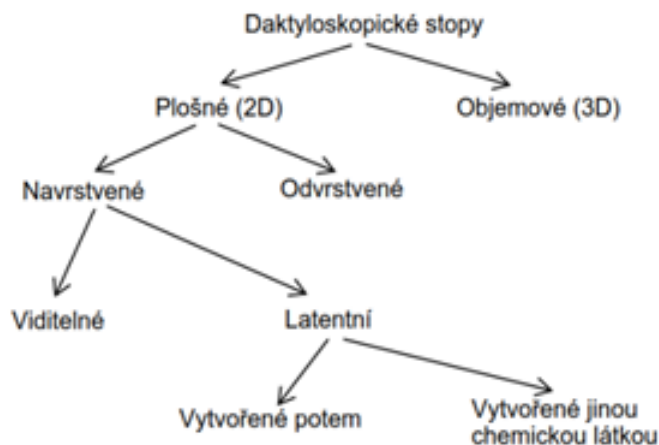 Daktyloskopické stopy
Plošné (2D)
Objemové (3D)
Navrstvené
Odvrstvené
Viditelné
Latentní
Vytvořené potem
Vytvořené jinou
chemickou látkou